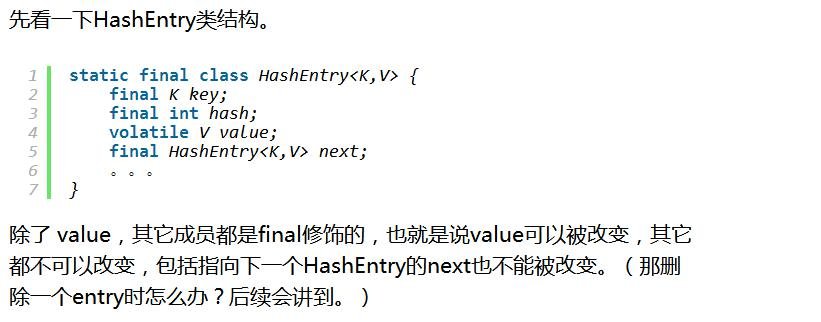 先看一下HashEntry类结构。
1 static final class HashEntry<K,V> {
2 final K key;
3 final int hash;
4 volatile V value;
5 final HashEntry<K,V> next;
6 。。。
7 }
除了 value，其它成员都是final修饰的，也就是说value可以被改变，其它
都不可以改变，包括指向下一个HashEntry的next也不能被改变。（那删
除一个entry时怎么办？后续会讲到。）